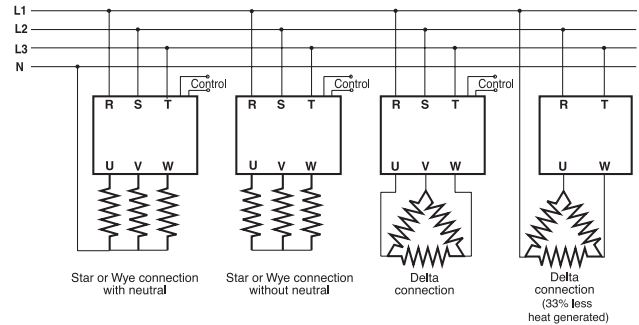 L1
L2
L3
N
Control
Control
Control
R S T
R S T
R S T
R T
U V W
U V W
U V W
U W
Star or Wye connection
with neutral
Star or Wye connection
without neutral
Delta
connection
Delta
connection
(33% less
heat generated)